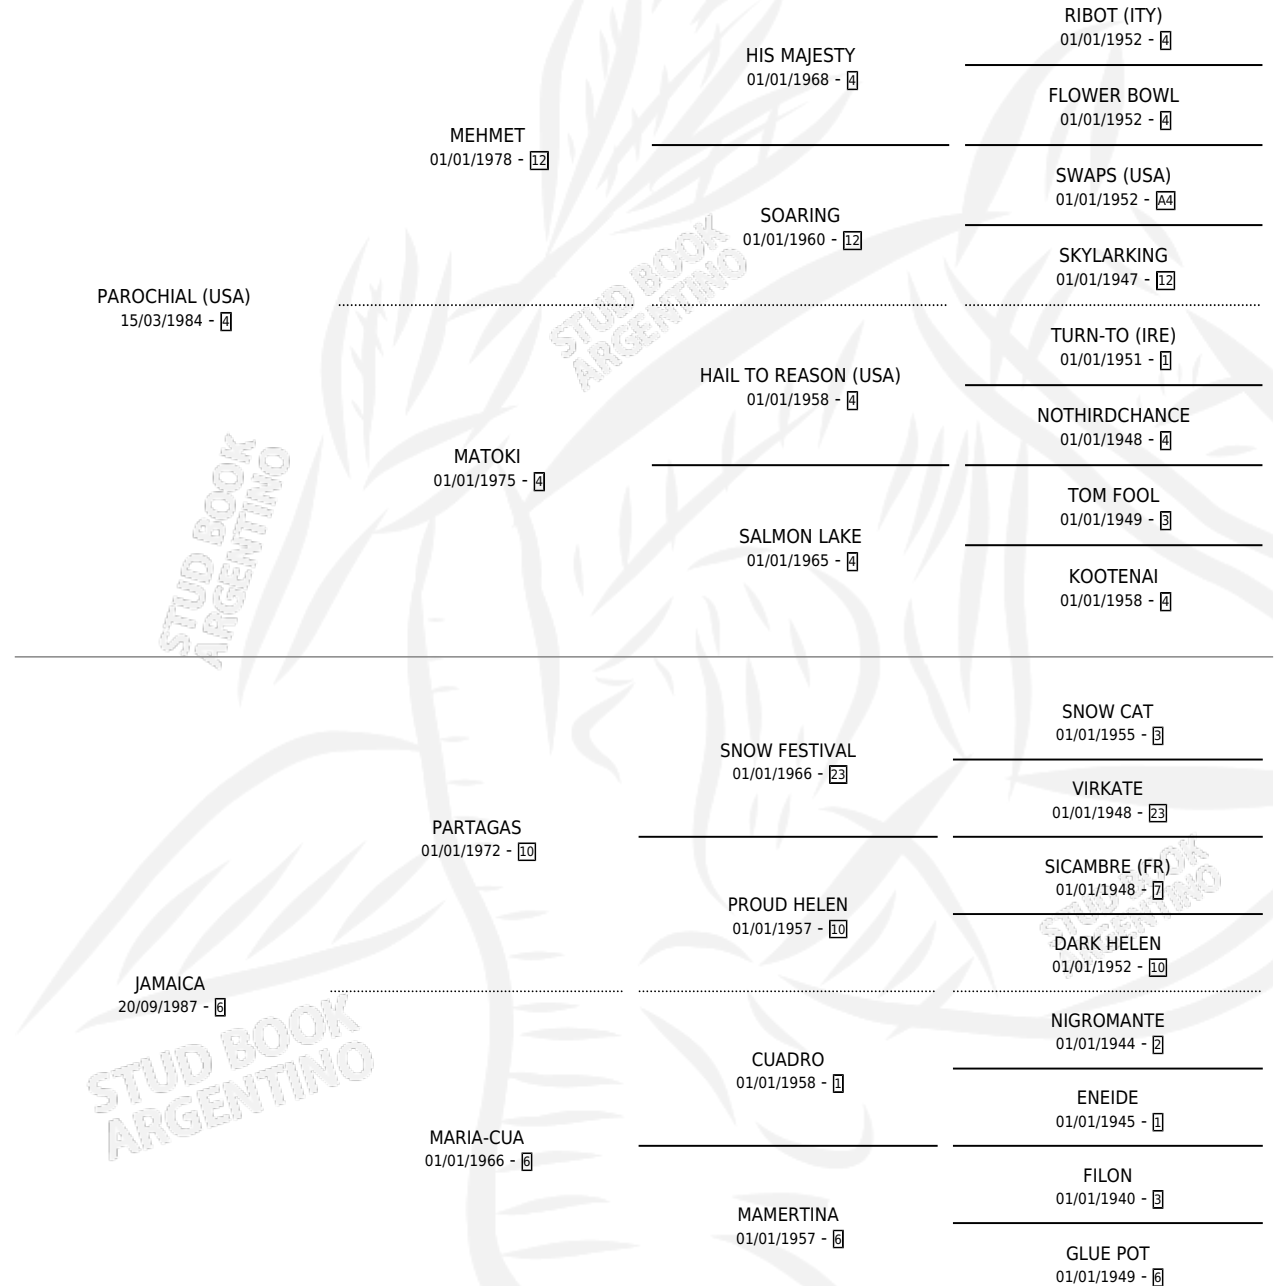 RIBOT (ITY)
01/01/1952 - 4
HIS MAJESTY
01/01/1968 - 4
FLOWER BOWL
01/01/1952 - 4
MEHMET
01/01/1978 - 12
SWAPS (USA)
01/01/1952 - A4
SOARING
01/01/1960 - 12
SKYLARKING
01/01/1947 - 12
PAROCHIAL (USA)
15/03/1984 - 4
TURN-TO (IRE)
01/01/1951 - 1
HAIL TO REASON (USA)
01/01/1958 - 4
NOTHIRDCHANCE
01/01/1948 - 4
MATOKI
01/01/1975 - 4
TOM FOOL
01/01/1949 - 3
SALMON LAKE
01/01/1965 - 4
KOOTENAI
01/01/1958 - 4
SNOW CAT
01/01/1955 - 3
SNOW FESTIVAL
01/01/1966 - 23
VIRKATE
01/01/1948 - 23
PARTAGAS
01/01/1972 - 10
SICAMBRE (FR)
01/01/1948 - 7
PROUD HELEN
01/01/1957 - 10
DARK HELEN
01/01/1952 - 10
JAMAICA
20/09/1987 - 6
NIGROMANTE
01/01/1944 - 2
CUADRO
01/01/1958 - 1
ENEIDE
01/01/1945 - 1
MARIA-CUA
01/01/1966 - 6
FILON
01/01/1940 - 3
MAMERTINA
01/01/1957 - 6
GLUE POT
01/01/1949 - 6
STUD BOOK
ARGENTINO
STUD BOOK
ARGENTINO
STUD BOOK
ARGENTINO
STUD BOOK
ARGENTINO